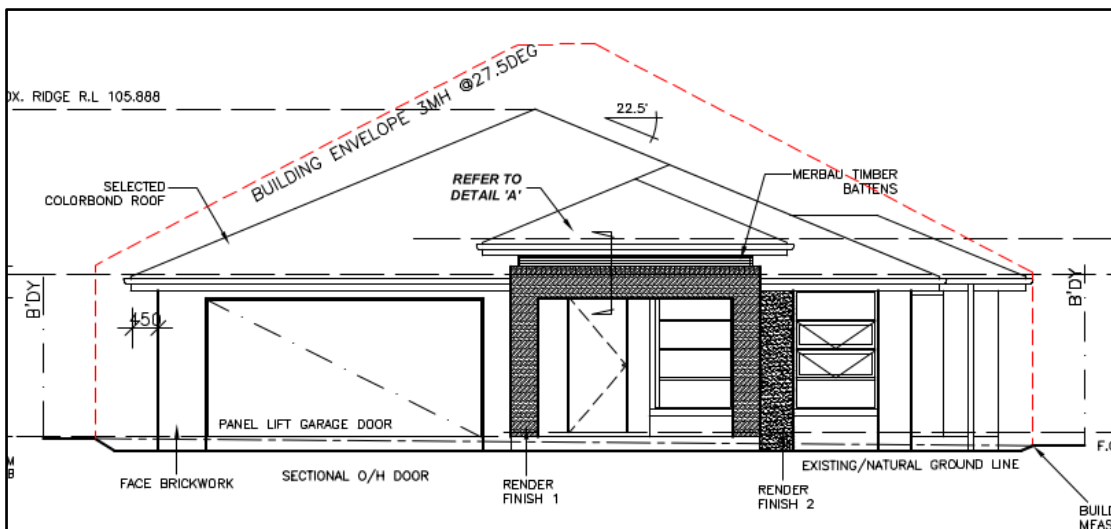 OX. RIDGE R.L 105.888
BUILDING ENVELOPE 3MH @27.5DEG
22.5'
SELECTED
COLORBOND ROOF
REFER TO
DETAIL 'A'
MERBAU TIMBER
BATTENS
B'DY
B'DY
450
PANEL LIFT GARAGE DOOR
F.C
M
B
FACE BRICKWORK
SECTIONAL O/H DOOR
RENDER
FINISH 1
RENDER
FINISH 2
EXISTING/NATURAL GROUND LINE
BUILD
MEAS